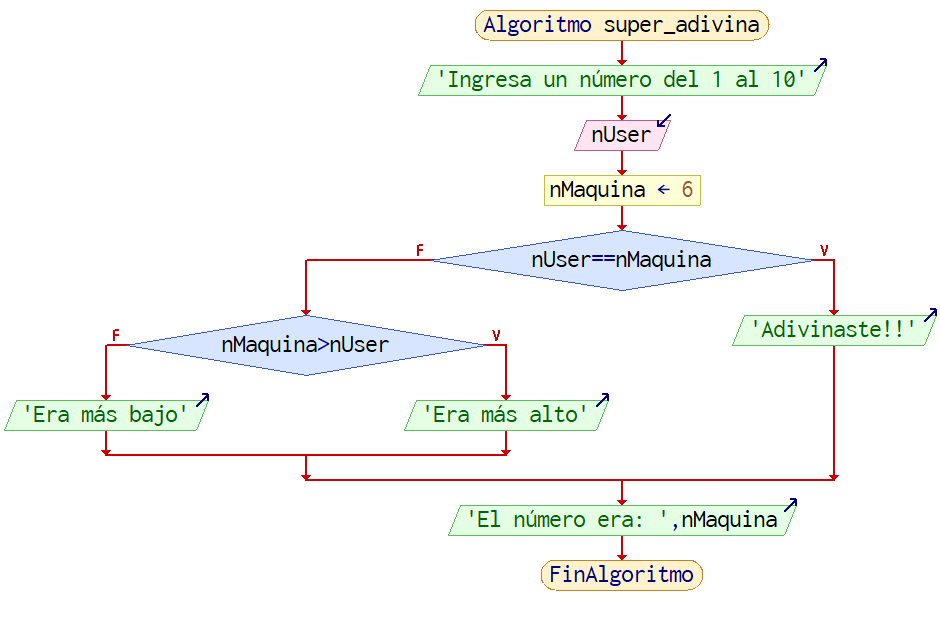 Algoritmo super_adivina
'Ingresa un número del 1 al 10'
nUser
nMaquina ← 6
nUser==nMaquina
F
V
nMaquina>nUser
F
V
'Adivinaste!!'
'Era más bajo'
'Era más alto'
'El número era: ',nMaquina
FinAlgoritmo